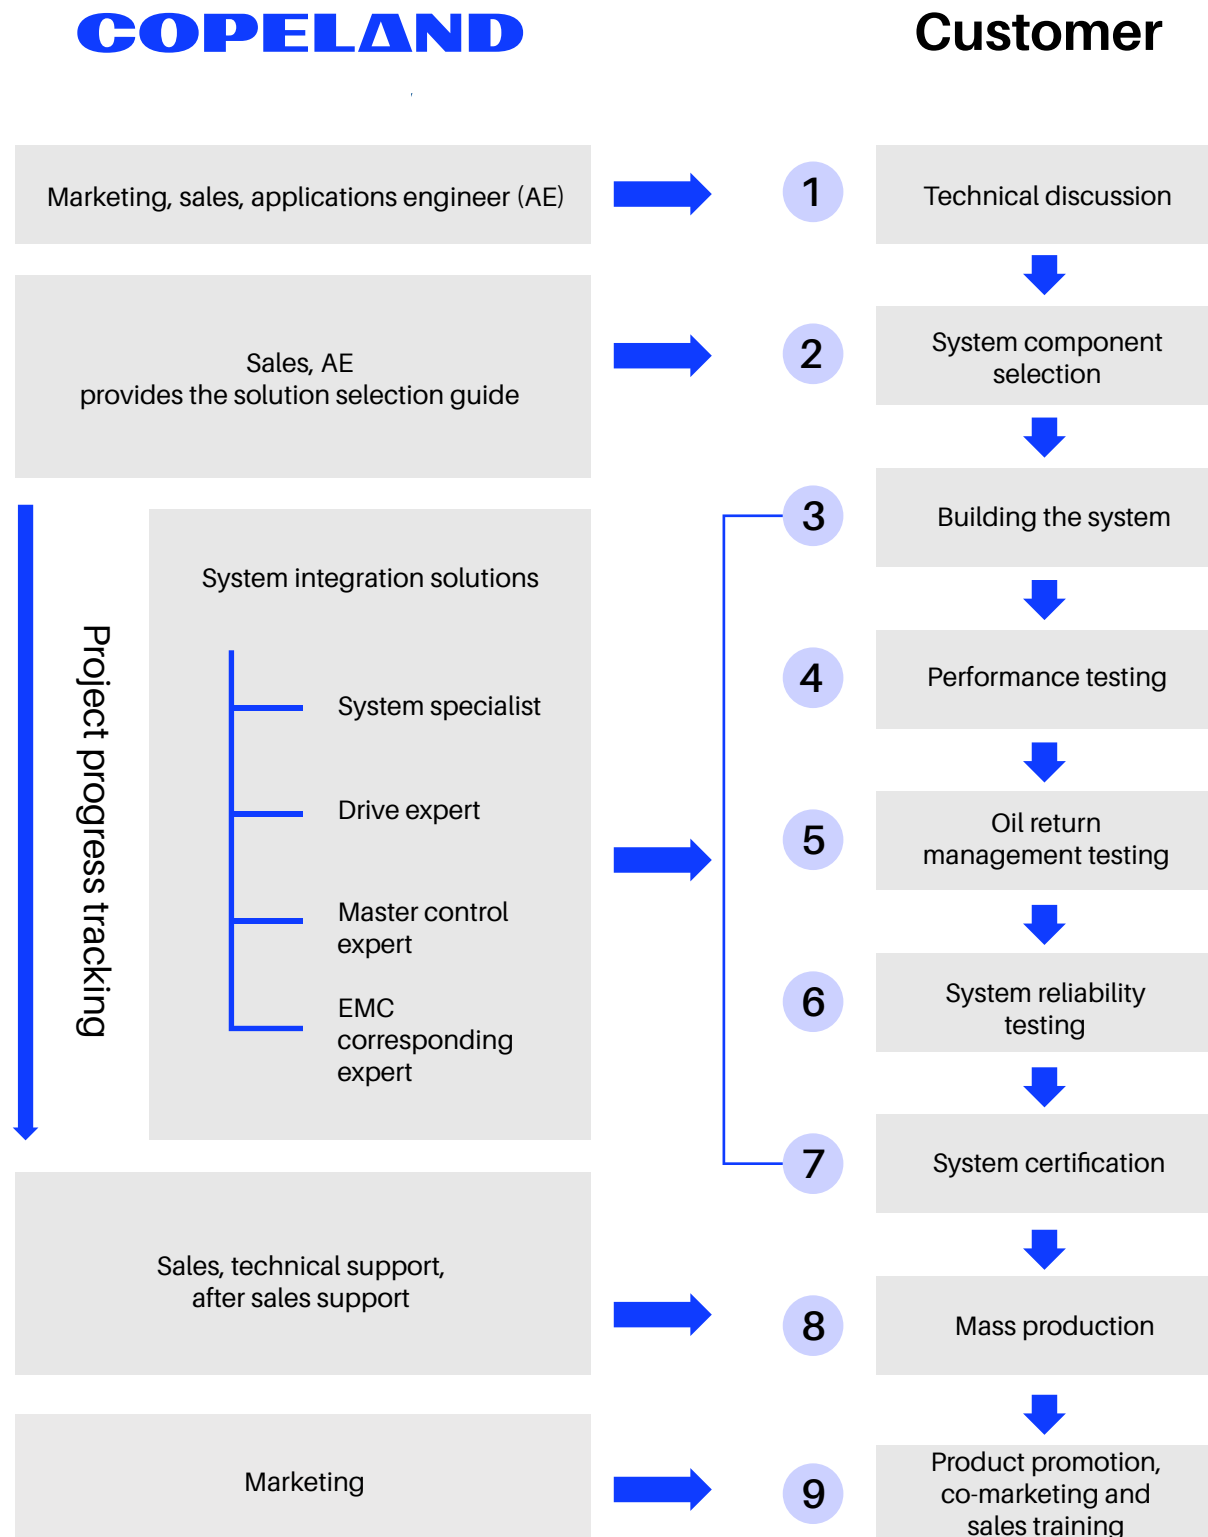 COPELAND
Customer
Marketing, sales, applications engineer (AE)
1
Technical discussion
Sales, AE
provides the solution selection guide
2
System component
selection
Project progress tracking
System integration solutions
System specialist
Drive expert
Master control
expert
EMC
corresponding
expert
3
Building the system
4
Performance testing
5
Oil return
management testing
6
System reliability
testing
7
System certification
Sales, technical support,
after sales support
8
Mass production
Marketing
9
Product promotion,
co-marketing and
sales training